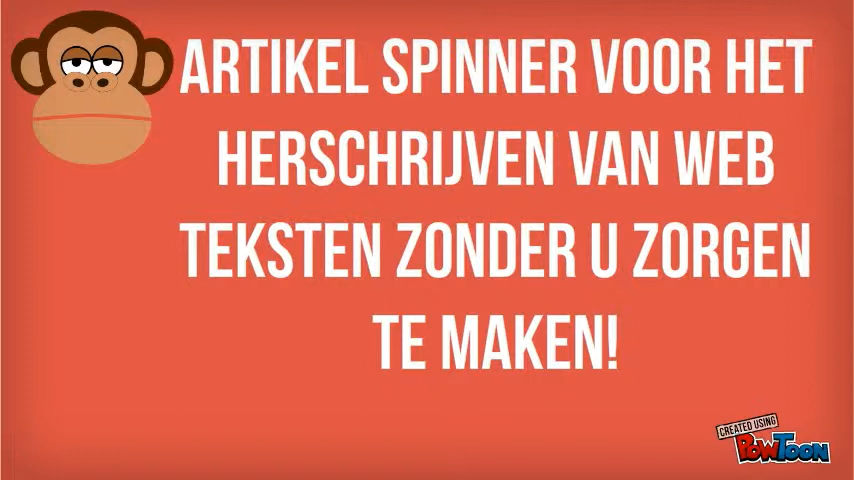 ARTIKEL SPINNER VOOR HET
HERSCHRIJVEN VAN WEB
TEKSTEN ZONDER U ZORGEN
TE MAKEN!
CREATED USING
POWTOON